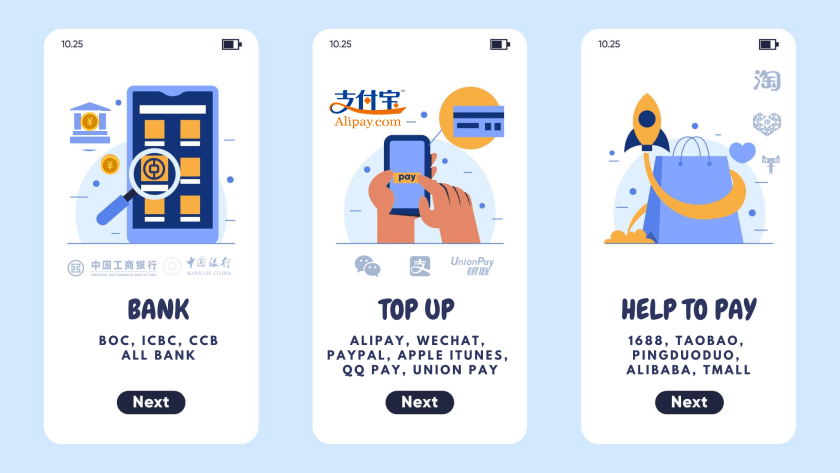 10.25
¥
¥
中国工商银行
中国银行
BANK OF CHINA
BANK
BOC, ICBC, CCB
ALL BANK
Next
10.25
支付宝™
Alipay.com
pay
支
UnionPay
银联
TOP UP
ALIPAY, WECHAT,
PAYPAL, APPLE ITUNES,
QQ PAY, UNION PAY
Next
10.25
淘
HELP TO PAY
1688, TAOBAO,
PINGDUODUO,
ALIBABA, TMALL
Next